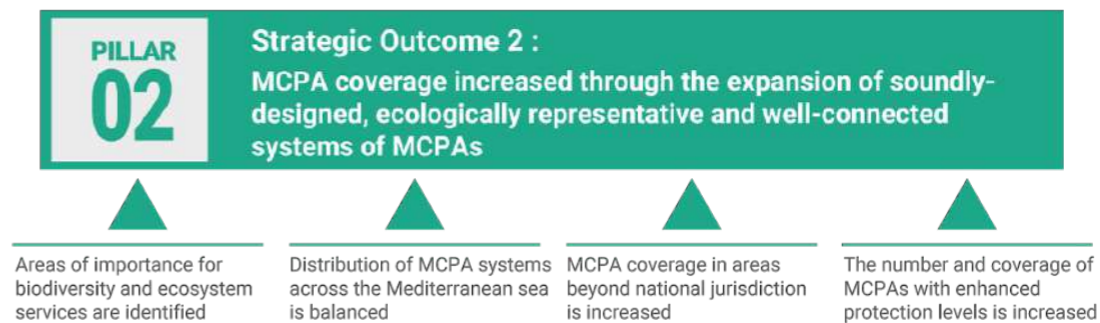 PILLAR
02
Strategic Outcome 2 :
MCPA coverage increased through the expansion of soundly-
designed, ecologically representative and well-connected
systems of MCPAs
Areas of importance for
biodiversity and ecosystem
services are identified
Distribution of MCPA systems
across the Mediterranean sea
is balanced
MCPA coverage in areas
beyond national jurisdiction
is increased
The number and coverage of
MCPAs with enhanced
protection levels is increased